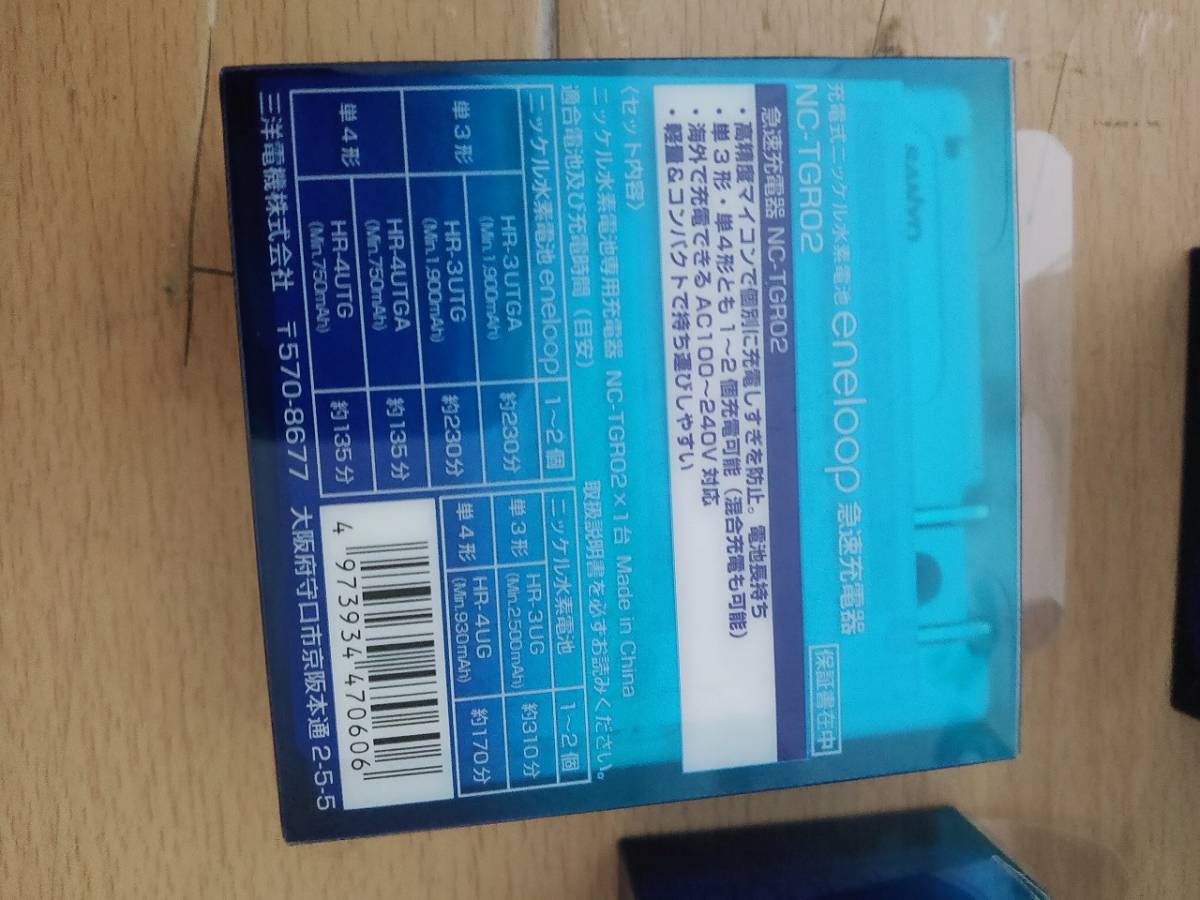 SANYO
充電式ニッケル水素電池 eneloop 急速充電器
NC-TGR02
保証書在中
急速充電器 NC-TGR02
・高精度マイコンで個別に充電しすぎを防止。電池長持ち
・単3形・単4形とも1〜2個充電可能（混合充電も可能）
・海外で充電できるAC100〜240V対応
・軽量&コンパクトで持ち運びしやすい
〈セット内容〉
ニッケル水素電池専用充電器 NC-TGR02×1台 Made in China
適合電池及び充電時間（目安）
取扱説明書を必ずお読みください。
ニッケル水素電池 eneloop 1〜2個
単3形 HR-3UTGA (Min.1,900mAh) 約230分
HR-3UTG (Min.1,900mAh) 約230分
単4形 HR-4UTGA (Min.750mAh) 約135分
HR-4UTG (Min.750mAh) 約135分
ニッケル水素電池 1〜2個
単3形 HR-3UG (Min.2,500mAh) 約310分
単4形 HR-4UG (Min.930mAh) 約170分
4 973934 470606
三洋電機株式会社 〒570-8677 大阪府守口市京阪本通2-5-5